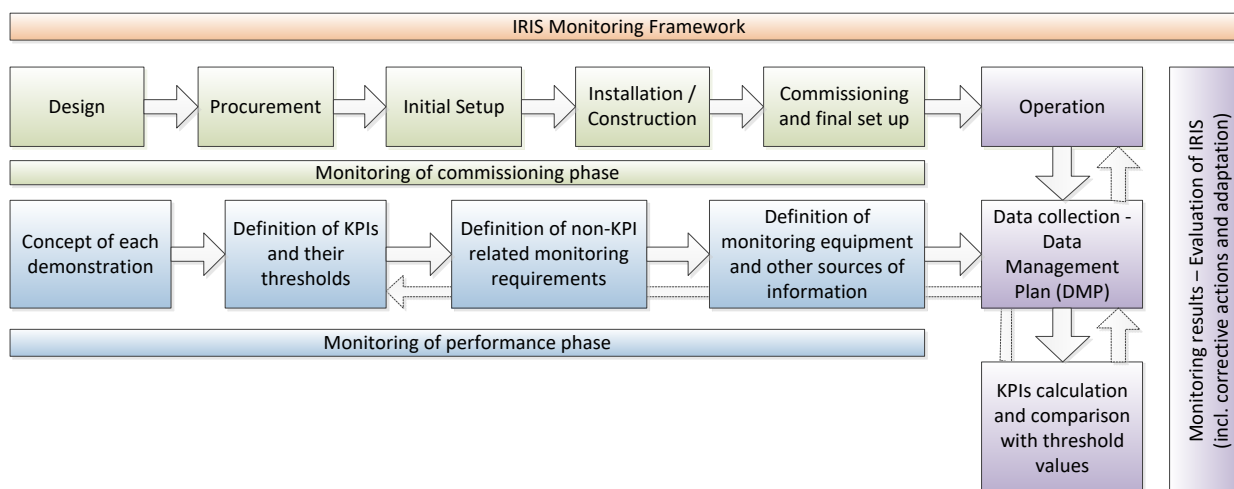 IRIS Monitoring Framework
Design
Procurement
Initial Setup
Installation /
Construction
Commissioning
and final set up
Operation
Monitoring of commissioning phase
Concept of each
demonstration
Definition of KPIs
and their
thresholds
Definition of non-KPI
related monitoring
requirements
Definition of
monitoring equipment
and other sources of
information
Data collection -
Data
Management
Plan (DMP)
Monitoring of performance phase
KPIs calculation
and comparison
with threshold
values
Monitoring results – Evaluation of IRIS
(incl. corrective actions and adaptation)